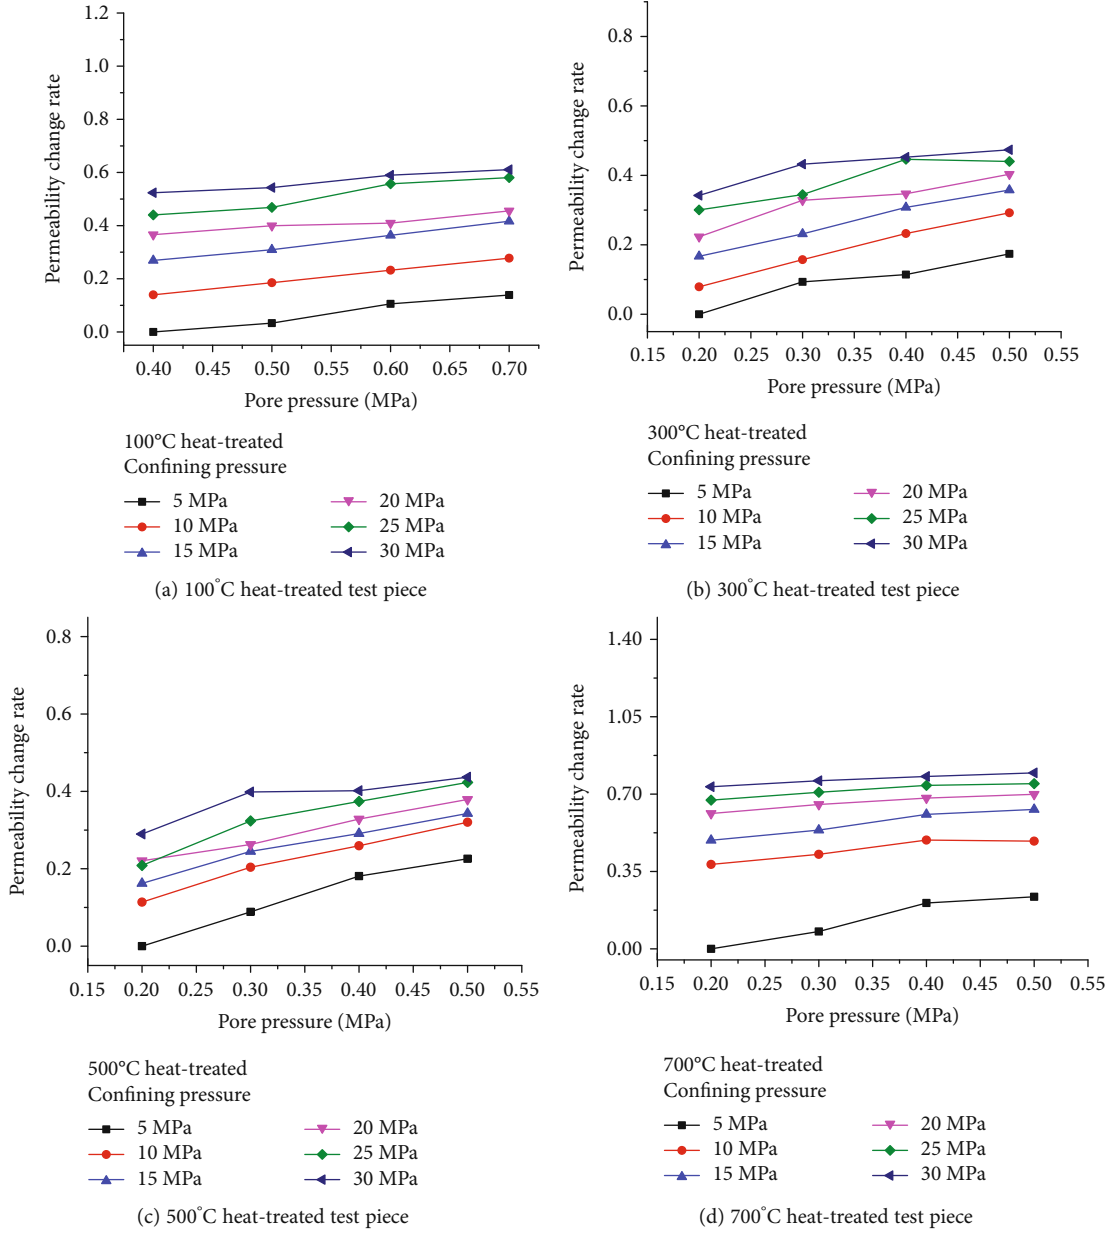 Permeability change rate
1.2
1.0
0.8
0.6
0.4
0.2
0.0
0.40 0.45 0.50 0.55 0.60 0.65 0.70
Pore pressure (MPa)
100°C heat-treated
Confining pressure
5 MPa
10 MPa
15 MPa
20 MPa
25 MPa
30 MPa
(a) 100°C heat-treated test piece
Permeability change rate
0.8
0.6
0.4
0.2
0.0
0.15 0.20 0.25 0.30 0.35 0.40 0.45 0.50 0.55
Pore pressure (MPa)
300°C heat-treated
Confining pressure
5 MPa
10 MPa
15 MPa
20 MPa
25 MPa
30 MPa
(b) 300°C heat-treated test piece
Permeability change rate
0.8
0.6
0.4
0.2
0.0
0.15 0.20 0.25 0.30 0.35 0.40 0.45 0.50 0.55
Pore pressure (MPa)
500°C heat-treated
Confining pressure
5 MPa
10 MPa
15 MPa
20 MPa
25 MPa
30 MPa
(c) 500°C heat-treated test piece
Permeability change rate
1.40
1.05
0.70
0.35
0.00
0.15 0.20 0.25 0.30 0.35 0.40 0.45 0.50 0.55
Pore pressure (MPa)
700°C heat-treated
Confining pressure
5 MPa
10 MPa
15 MPa
20 MPa
25 MPa
30 MPa
(d) 700°C heat-treated test piece